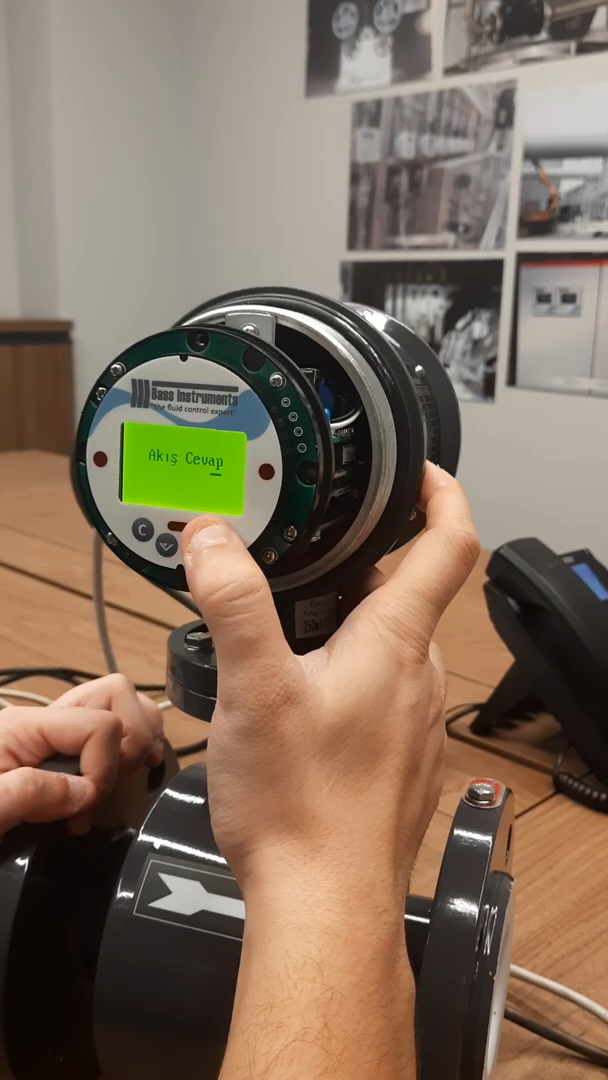 Bass Instruments
"the fluid control expert"
Akış Cevap
C